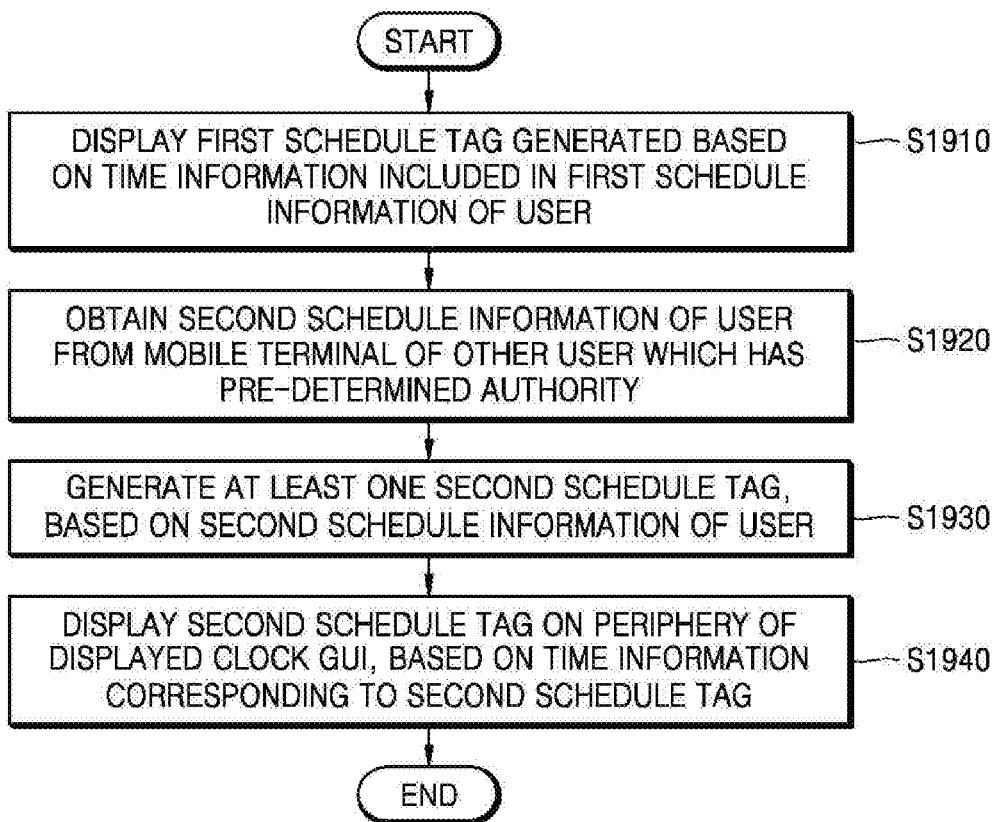 START
DISPLAY FIRST SCHEDULE TAG GENERATED BASED
ON TIME INFORMATION INCLUDED IN FIRST SCHEDULE
INFORMATION OF USER
S1910
OBTAIN SECOND SCHEDULE INFORMATION OF USER
FROM MOBILE TERMINAL OF OTHER USER WHICH HAS
PRE-DETERMINED AUTHORITY
S1920
GENERATE AT LEAST ONE SECOND SCHEDULE TAG,
BASED ON SECOND SCHEDULE INFORMATION OF USER
S1930
DISPLAY SECOND SCHEDULE TAG ON PERIPHERY OF
DISPLAYED CLOCK GUI, BASED ON TIME INFORMATION
CORRESPONDING TO SECOND SCHEDULE TAG
S1940
END